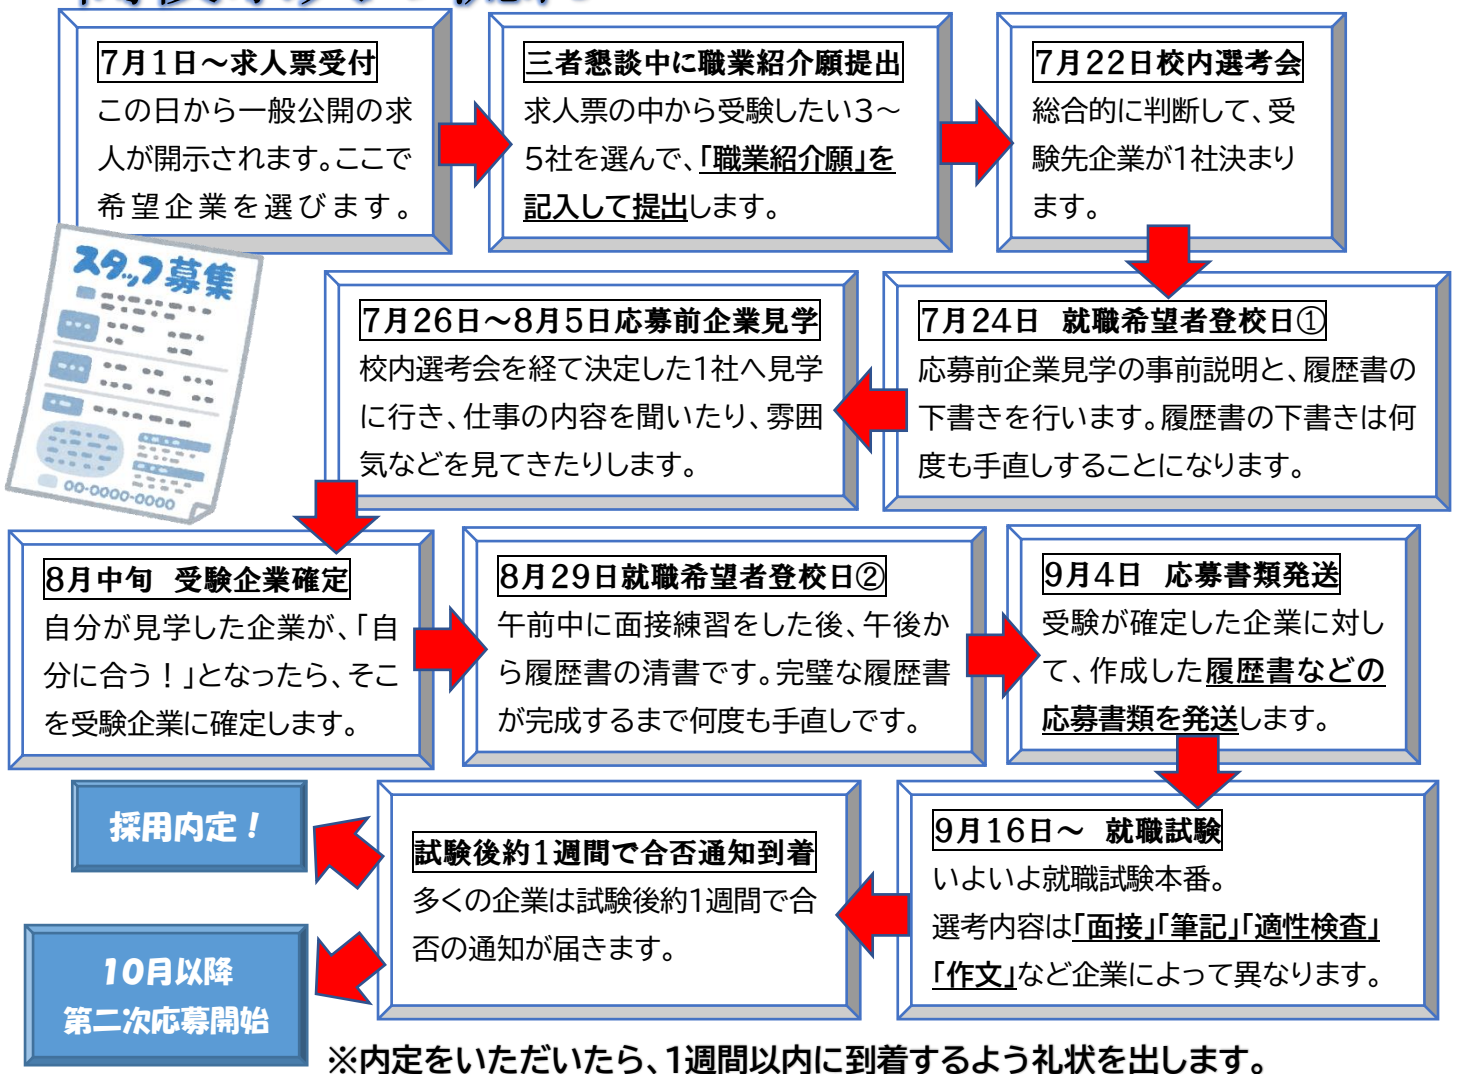 7月1日～求人票受付
この日から一般公開の求
人が開示されます。ここで
希望企業を選びます。
三者懇談中に職業紹介願提出
求人票の中から受験したい3～
5社を選んで、「職業紹介願」を
記入して提出します。
7月22日校内選考会
総合的に判断して、受
験先企業が1社決まり
ます。
7月24日　就職希望者登校日①
応募前企業見学の事前説明と、履歴書の
下書きを行います。履歴書の下書きは何
度も手直しすることになります。
7月26日～8月5日応募前企業見学
校内選考会を経て決定した1社へ見学
に行き、仕事の内容を聞いたり、雰囲
気などを見てきたりします。
スタッフ募集
00-0000-0000
8月中旬　受験企業確定
自分が見学した企業が、「自
分に合う！」となったら、そこ
を受験企業に確定します。
8月29日就職希望者登校日②
午前中に面接練習をした後、午後か
ら履歴書の清書です。完璧な履歴書
が完成するまで何度も手直しです。
9月4日　応募書類発送
受験が確定した企業に対し
て、作成した履歴書などの
応募書類を発送します。
9月16日～　就職試験
いよいよ就職試験本番。
選考内容は「面接」「筆記」「適性検査」
「作文」など企業によって異なります。
試験後約1週間で合否通知到着
多くの企業は試験後約1週間で合
否の通知が届きます。
採用内定！
10月以降
第二次応募開始
※内定をいただいたら、1週間以内に到着するよう礼状を出します。